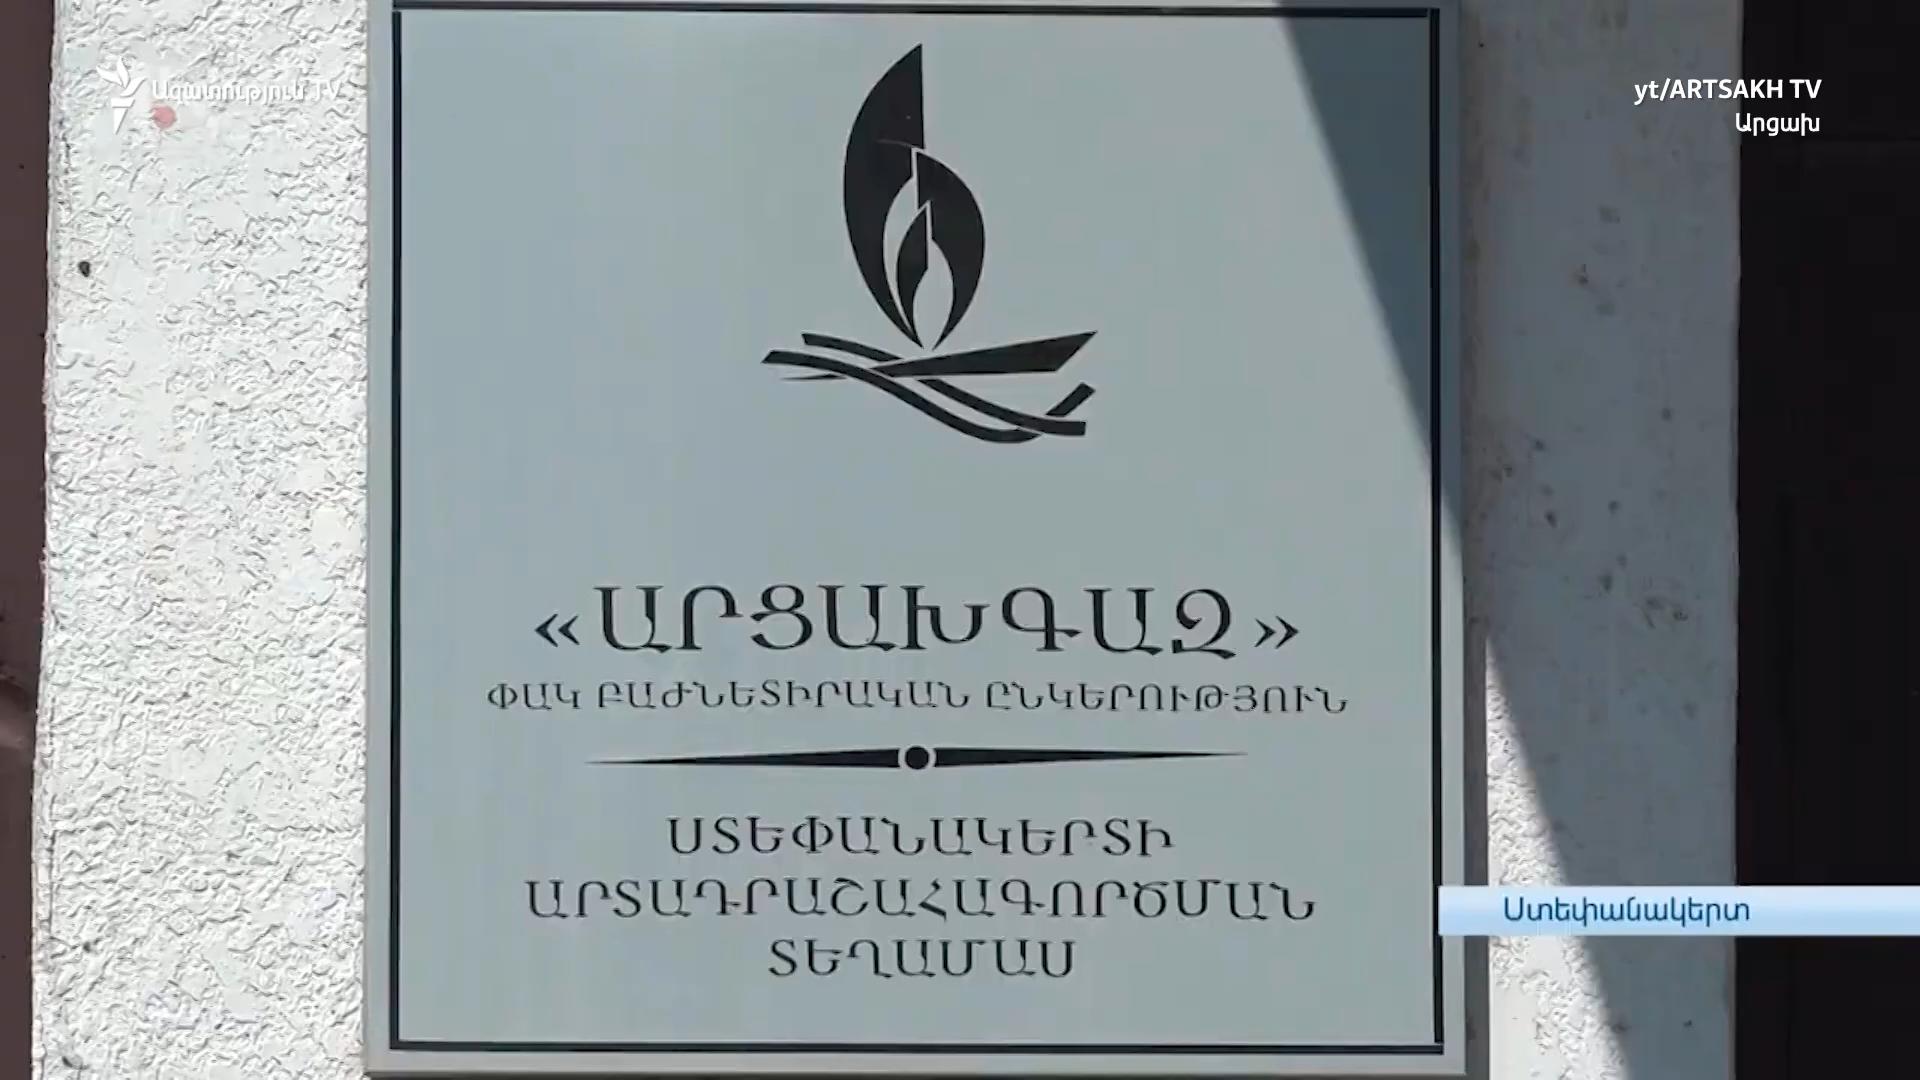 Ազատություն TV
yt/ARTSAKH TV
Արցախ
«ԱՐՑԱԽԳԱԶ»
ՓԱԿ ԲԱԺՆԵՏԻՐԱԿԱՆ ԸՆԿԵՐՈՒԹՅՈՒՆ
ՍՏԵՓԱՆԱԿԵՐՏԻ
ԱՐՏԱԴՐԱՇԱՀԱԳՈՐԾՄԱՆ
ՏԵՂԱՄԱՍ
Ստեփանակերտ